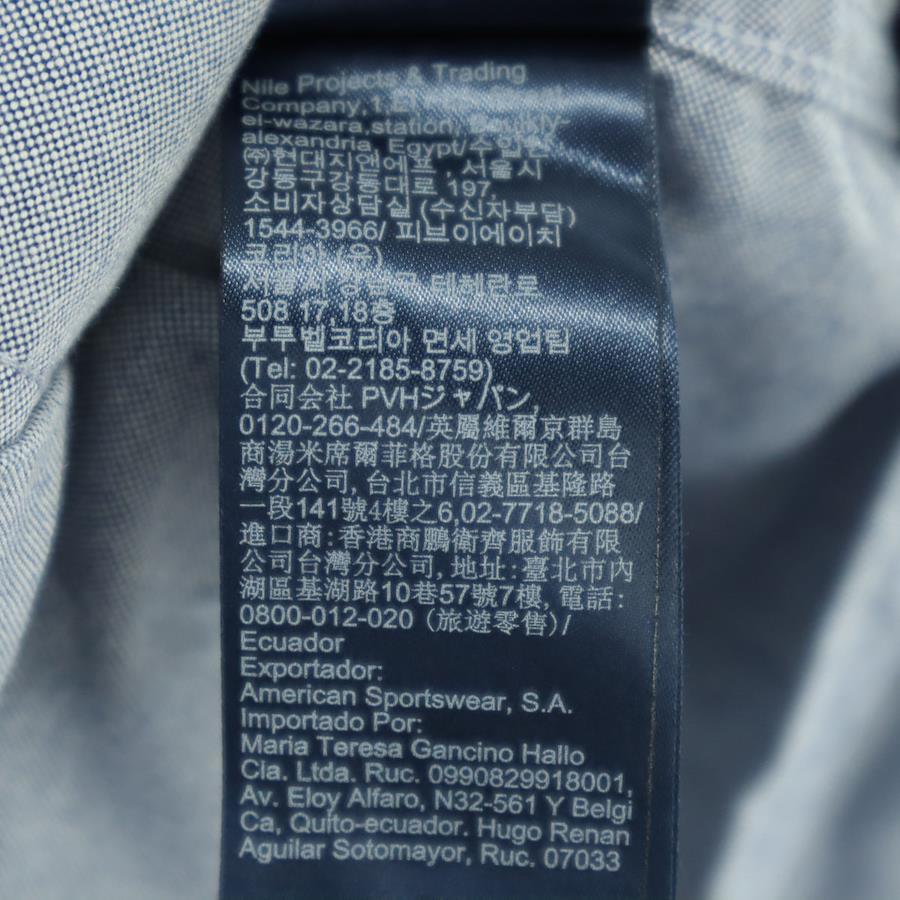 Nile Projects & Trading
Company,1.El
el-wazara,station,
alexandria, Egypt/수입원
㈜현대지앤에프 , 서울시
강동구강동대로 197,
소비자상담실 (수신자부담)
1544-3966/ 피브이에이치
508 17,18층
부루벨코리아 면세 영업팀
(Tel: 02-2185-8759),
合同会社 PVHジャパン,
0120-266-484/英屬維爾京群島
商湯米席爾菲格股份有限公司台
灣分公司, 台北市信義區基隆路
一段141號4樓之6,02-7718-5088/
進口商:香港商鵬衛齊服飾有限
公司台灣分公司, 地址:臺北市內
湖區基湖路10巷57號7樓, 電話:
0800-012-020 (旅遊零售)/
Ecuador
Exportador:
American Sportswear, S.A.
Importado Por:
Maria Teresa Gancino Hallo
Cia. Ltda. Ruc. 0990829918001,
Av. Eloy Alfaro, N32-561 Y Belgi
Ca, Quito-ecuador. Hugo Renan
Aguilar Sotomayor, Ruc. 07033